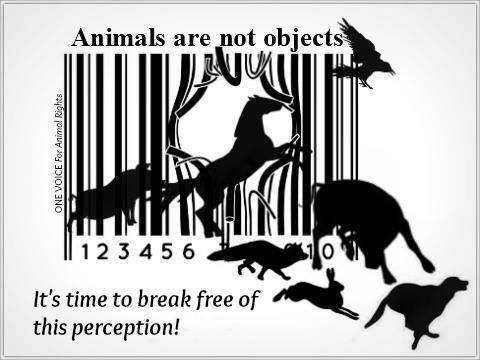 Animals are not objects
ONE VOICE For Animal Rights
123456
10
It's time to break free of
this perception!